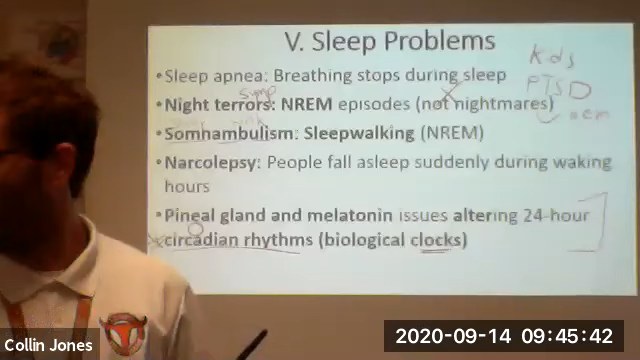 V. Sleep Problems
Kids
•Sleep apnea: Breathing stops during sleep
PTSD
symp
•Night terrors: NREM episodes (not nightmares)
REM
•Somnambulism: Sleepwalking (NREM)
•Narcolepsy: People fall asleep suddenly during waking
hours
•Pineal gland and melatonin issues altering 24-hour
circadian rhythms (biological clocks)
Collin Jones
2020-09-14 09:45:42